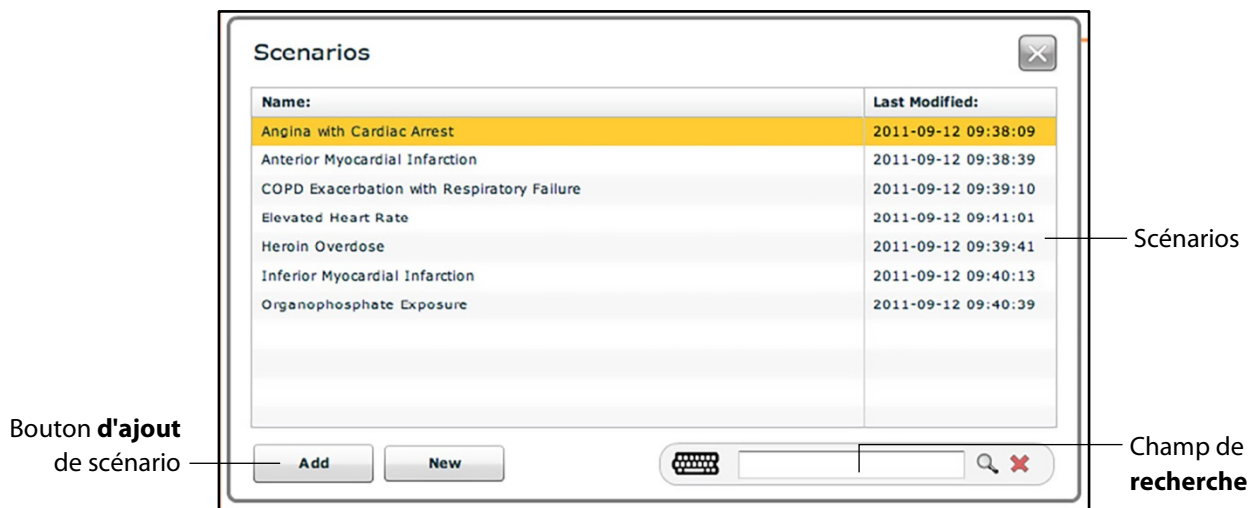 Scenarios
Name: Last Modified:
Angina with Cardiac Arrest 2011-09-12 09:38:09
Anterior Myocardial Infarction 2011-09-12 09:38:39
COPD Exacerbation with Respiratory Failure 2011-09-12 09:39:10
Elevated Heart Rate 2011-09-12 09:41:01
Heroin Overdose 2011-09-12 09:39:41
Scénarios
Inferior Myocardial Infarction 2011-09-12 09:40:13
Organophosphate Exposure 2011-09-12 09:40:39
Bouton d'ajout
de scénario
Add New
Champ de
recherche